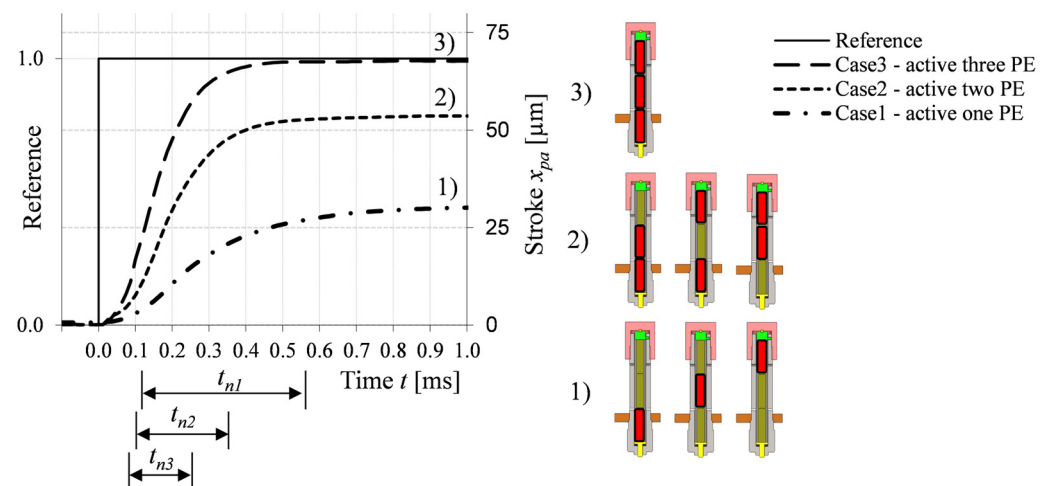 75
3)
1.0
Reference
2)
50
Stroke x_pa [µm]
1)
25
0.0
0
0.0 0.1 0.2 0.3 0.4 0.5 0.6 0.7 0.8 0.9 1.0
Time t [ms]
t_n1
t_n2
t_n3
3)
2)
1)
Reference
Case3 - active three PE
Case2 - active two PE
Case1 - active one PE